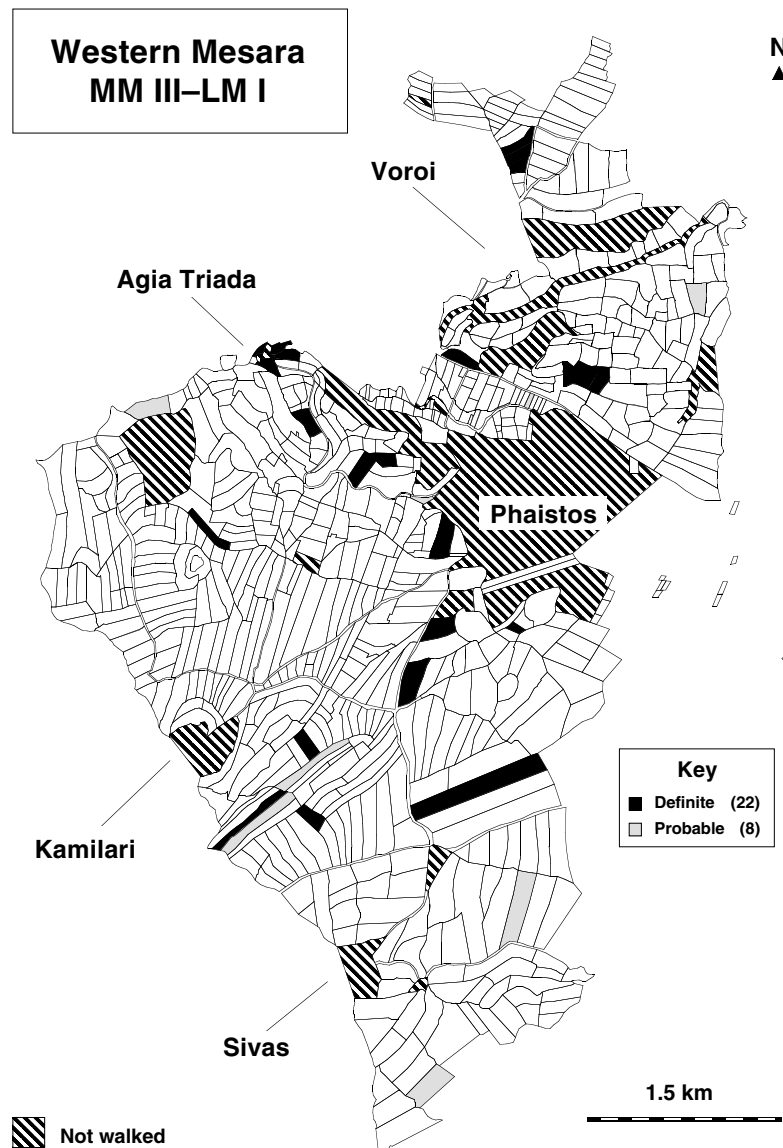 Western Mesara
MM III–LM I
N
Voroi
Agia Triada
Phaistos
Key
Definite (22)
Probable (8)
Kamilari
Sivas
1.5 km
Not walked